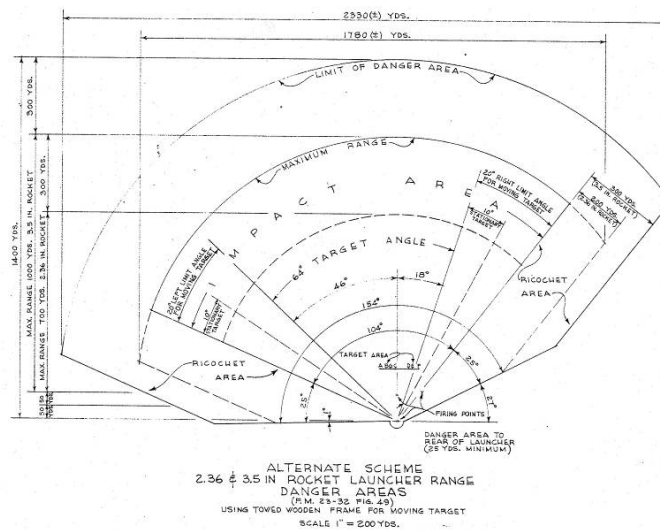 2330(±) YDS.
1780(±) YDS.
LIMIT OF DANGER AREA
MAXIMUM RANGE
IMPACT AREA
300 YDS.
300 YDS.
1400 YDS.
MAX. RANGE 1000 YDS. 3.5 IN. ROCKET
MAX. RANGE 700 YDS. 2.36 IN. ROCKET
20° RIGHT LIMIT ANGLE
FOR MOVING TARGET
10°
STATIONARY
TARGET
300 YDS.
(3.5 IN. ROCKET)
200 YDS.
(2.36 IN. ROCKET)
RICOCHET
AREA
20° LEFT LIMIT ANGLE
FOR MOVING TARGET
10°
STATIONARY
TARGET
64° TARGET ANGLE
46°
18°
154°
104°
TARGET AREA
RICOCHET
AREA
25°
25°
27°
1°
FIRING POINTS
DANGER AREA TO
REAR OF LAUNCHER
(25 YDS. MINIMUM)
ALTERNATE SCHEME
2.36 & 3.5 IN ROCKET LAUNCHER RANGE
DANGER AREAS
(F.M. 23-32 FIG. 49)
USING TOWED WOODEN FRAME FOR MOVING TARGET
SCALE 1" = 200 YDS.